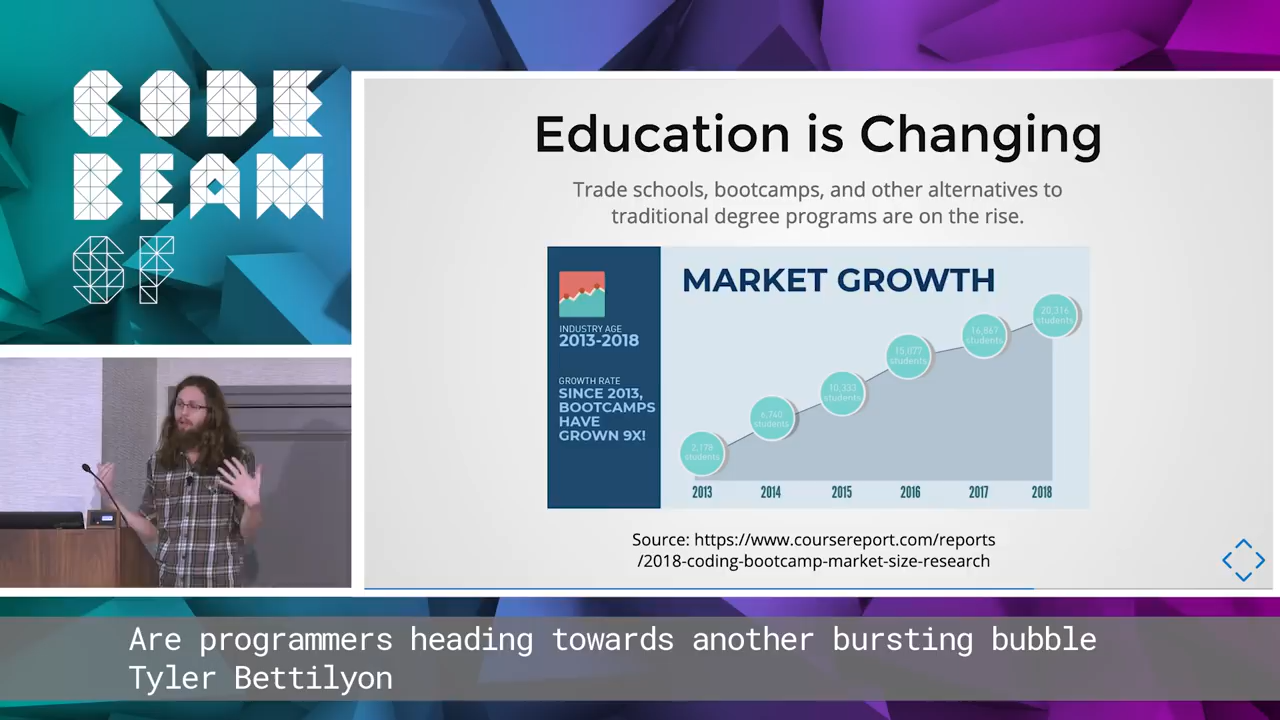 CODE
BEAM
SF
Education is Changing
Trade schools, bootcamps, and other alternatives to
traditional degree programs are on the rise.
INDUSTRY AGE
2013-2018
GROWTH RATE
SINCE 2013,
BOOTCAMPS
HAVE
GROWN 9X!
MARKET GROWTH
2,178
students
6,740
students
10,333
students
15,077
students
16,867
students
20,316
students
2013
2014
2015
2016
2017
2018
Source: https://www.coursereport.com/reports
/2018-coding-bootcamp-market-size-research
Are programmers heading towards another bursting bubble
Tyler Bettilyon